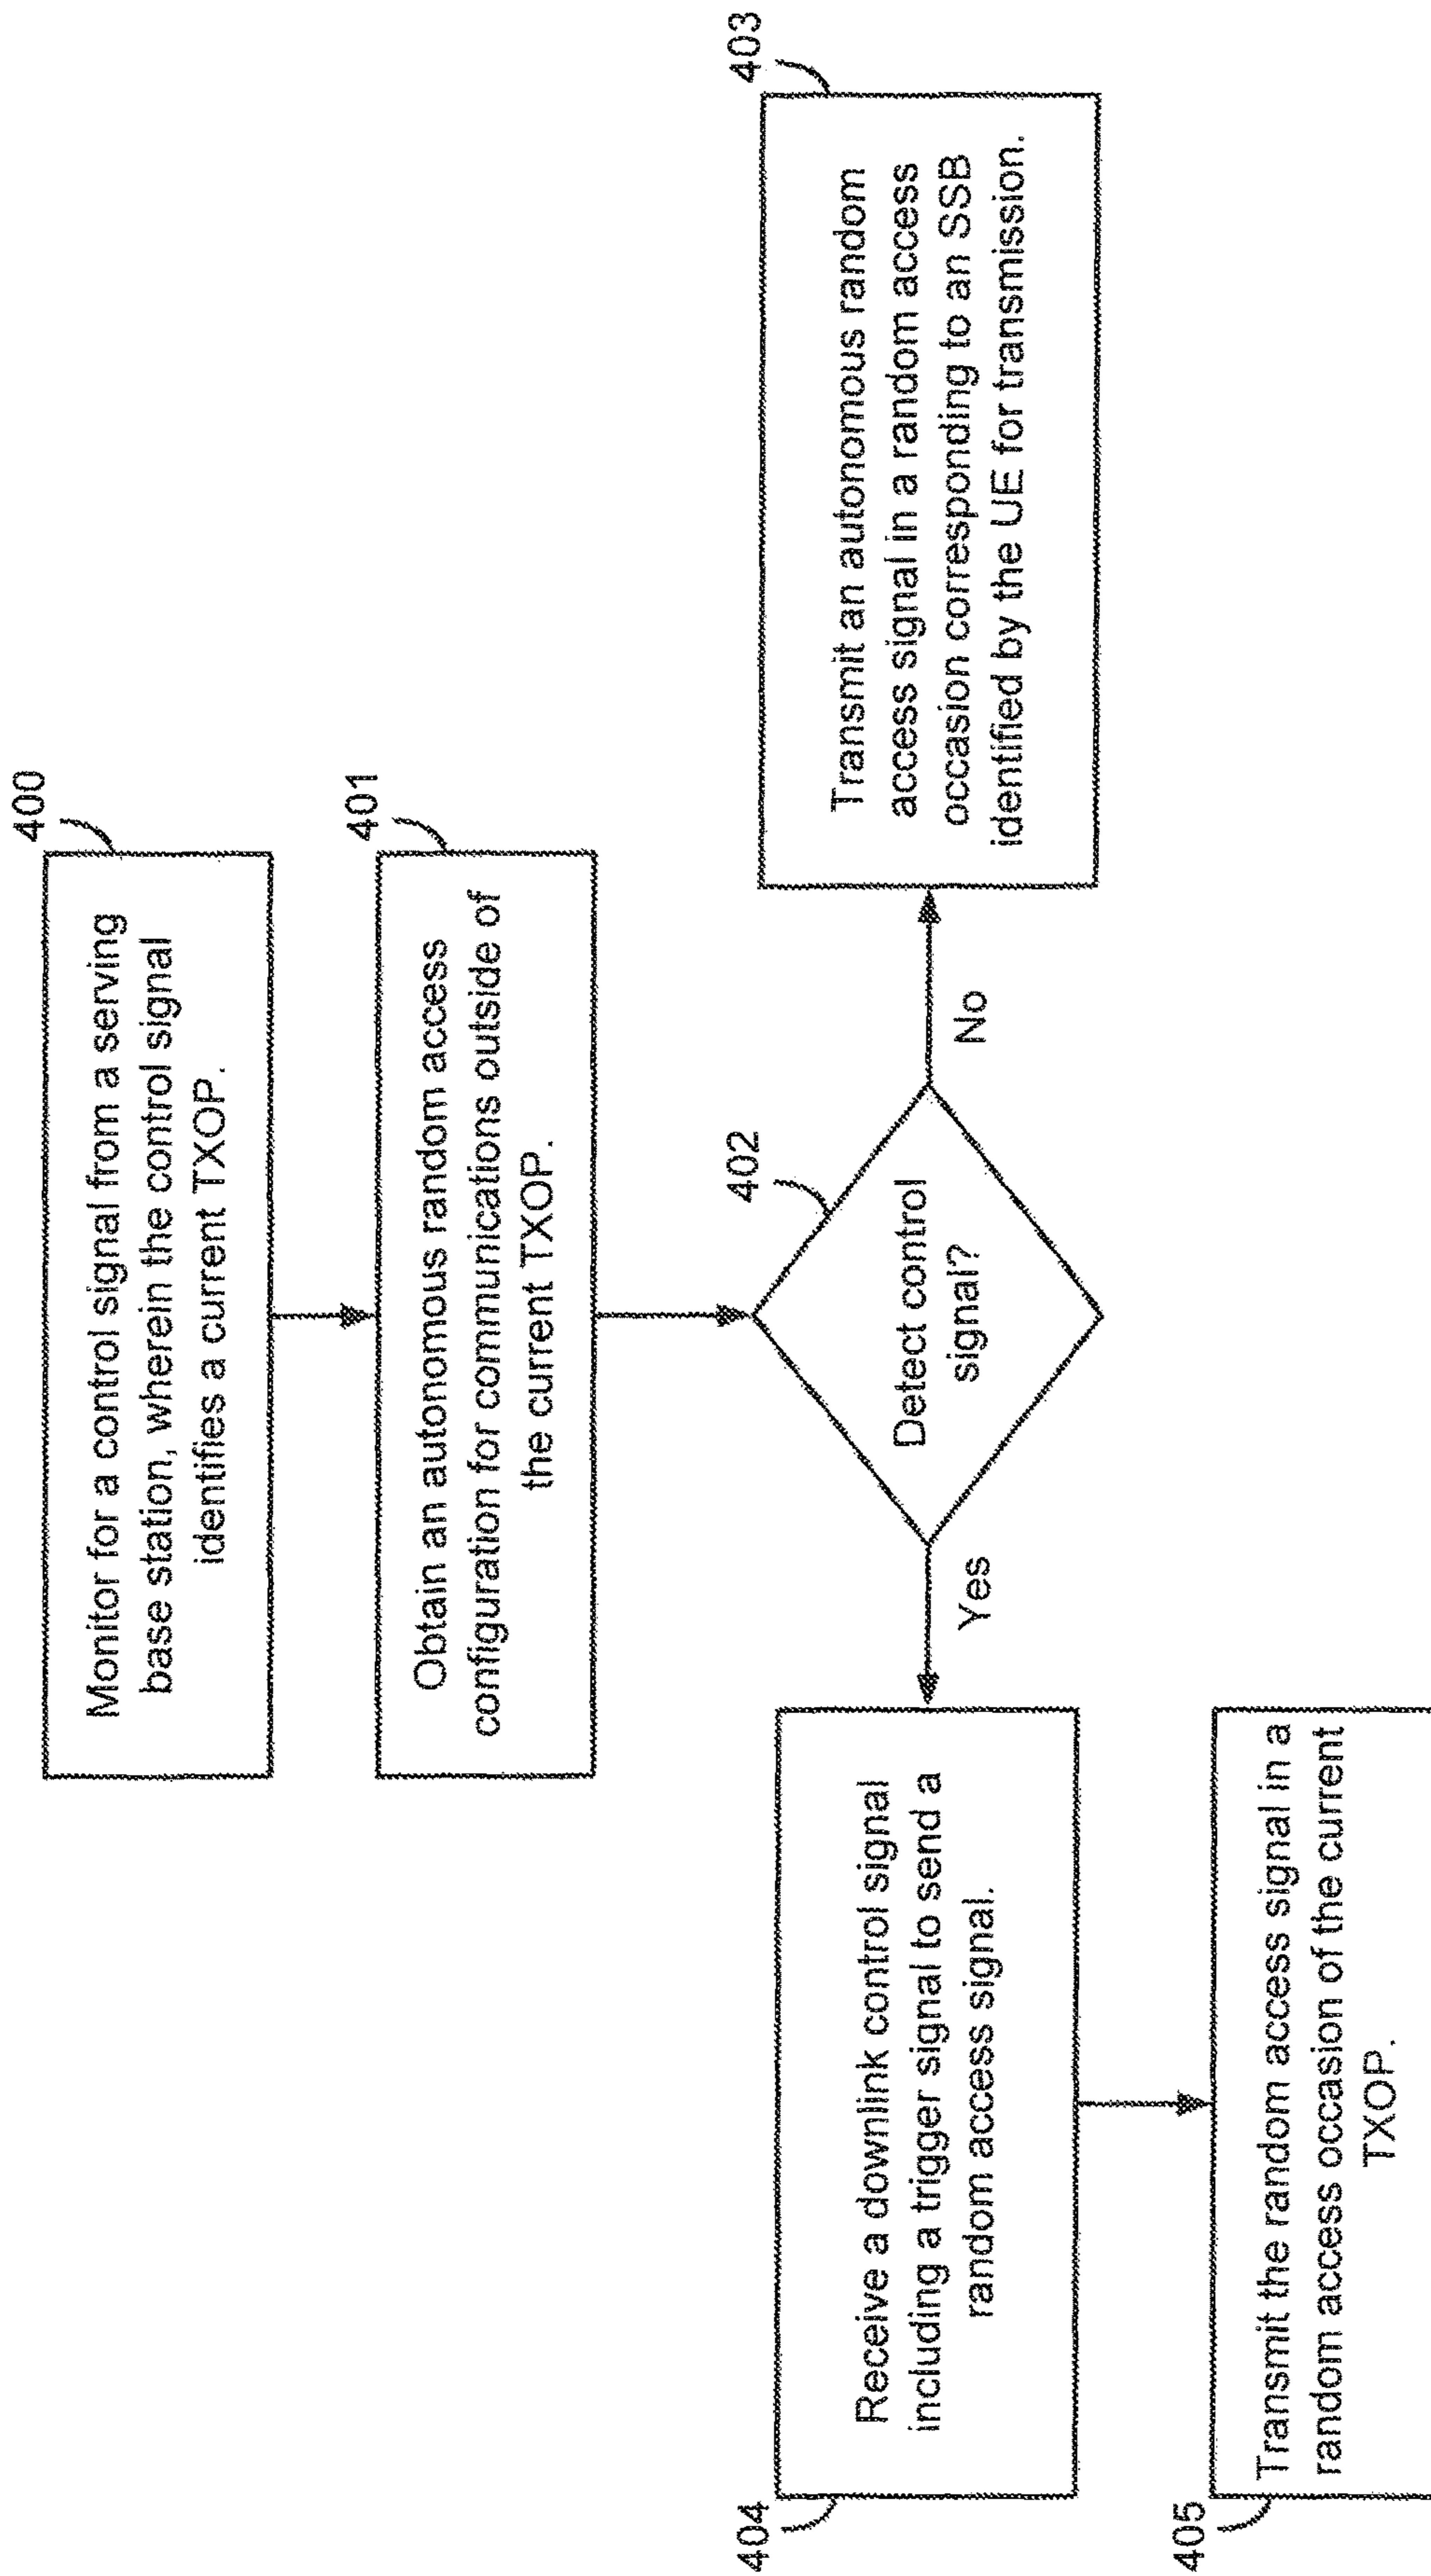 400
Monitor for a control signal from a serving
base station, wherein the control signal
identifies a current TXOP.
401
Obtain an autonomous random access
configuration for communications outside of
the current TXOP.
402
Detect control
signal?
Yes
No
403
Transmit an autonomous random
access signal in a random access
occasion corresponding to an SSB
identified by the UE for transmission.
404
Receive a downlink control signal
including a trigger signal to send a
random access signal.
405
Transmit the random access signal in a
random access occasion of the current
TXOP.